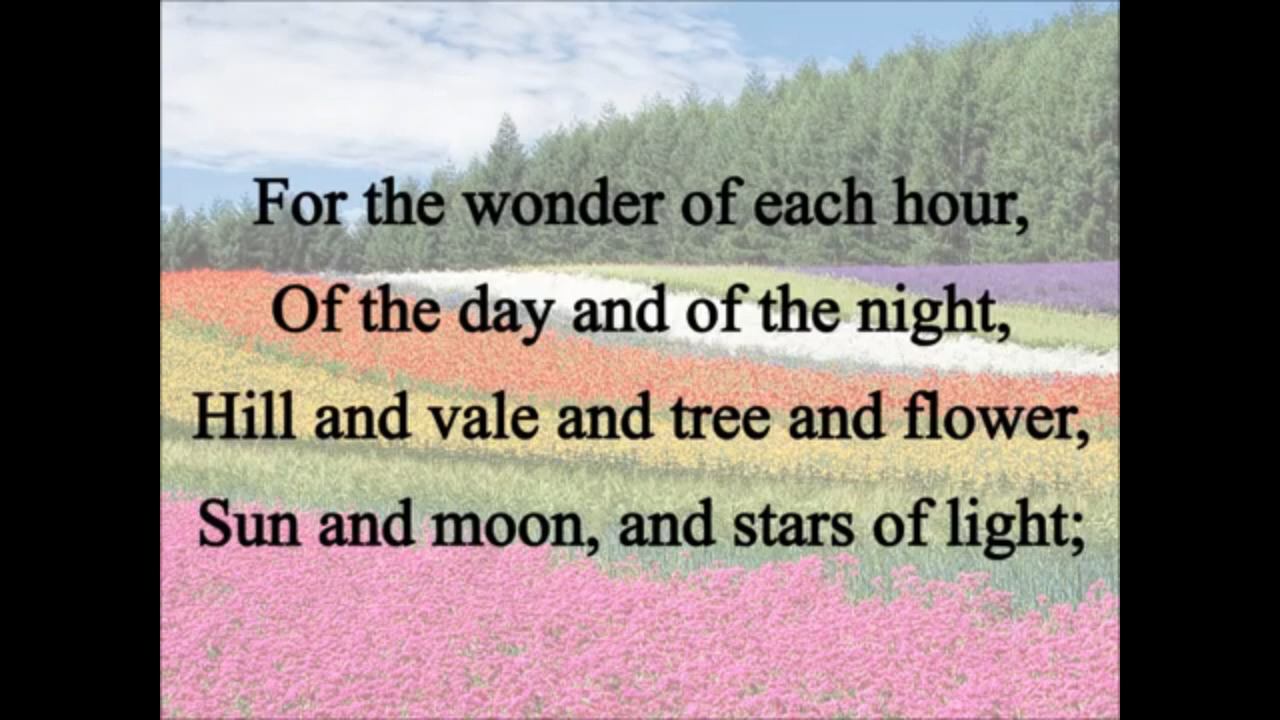 For the wonder of each hour,
Of the day and of the night,
Hill and vale and tree and flower,
Sun and moon, and stars of light;